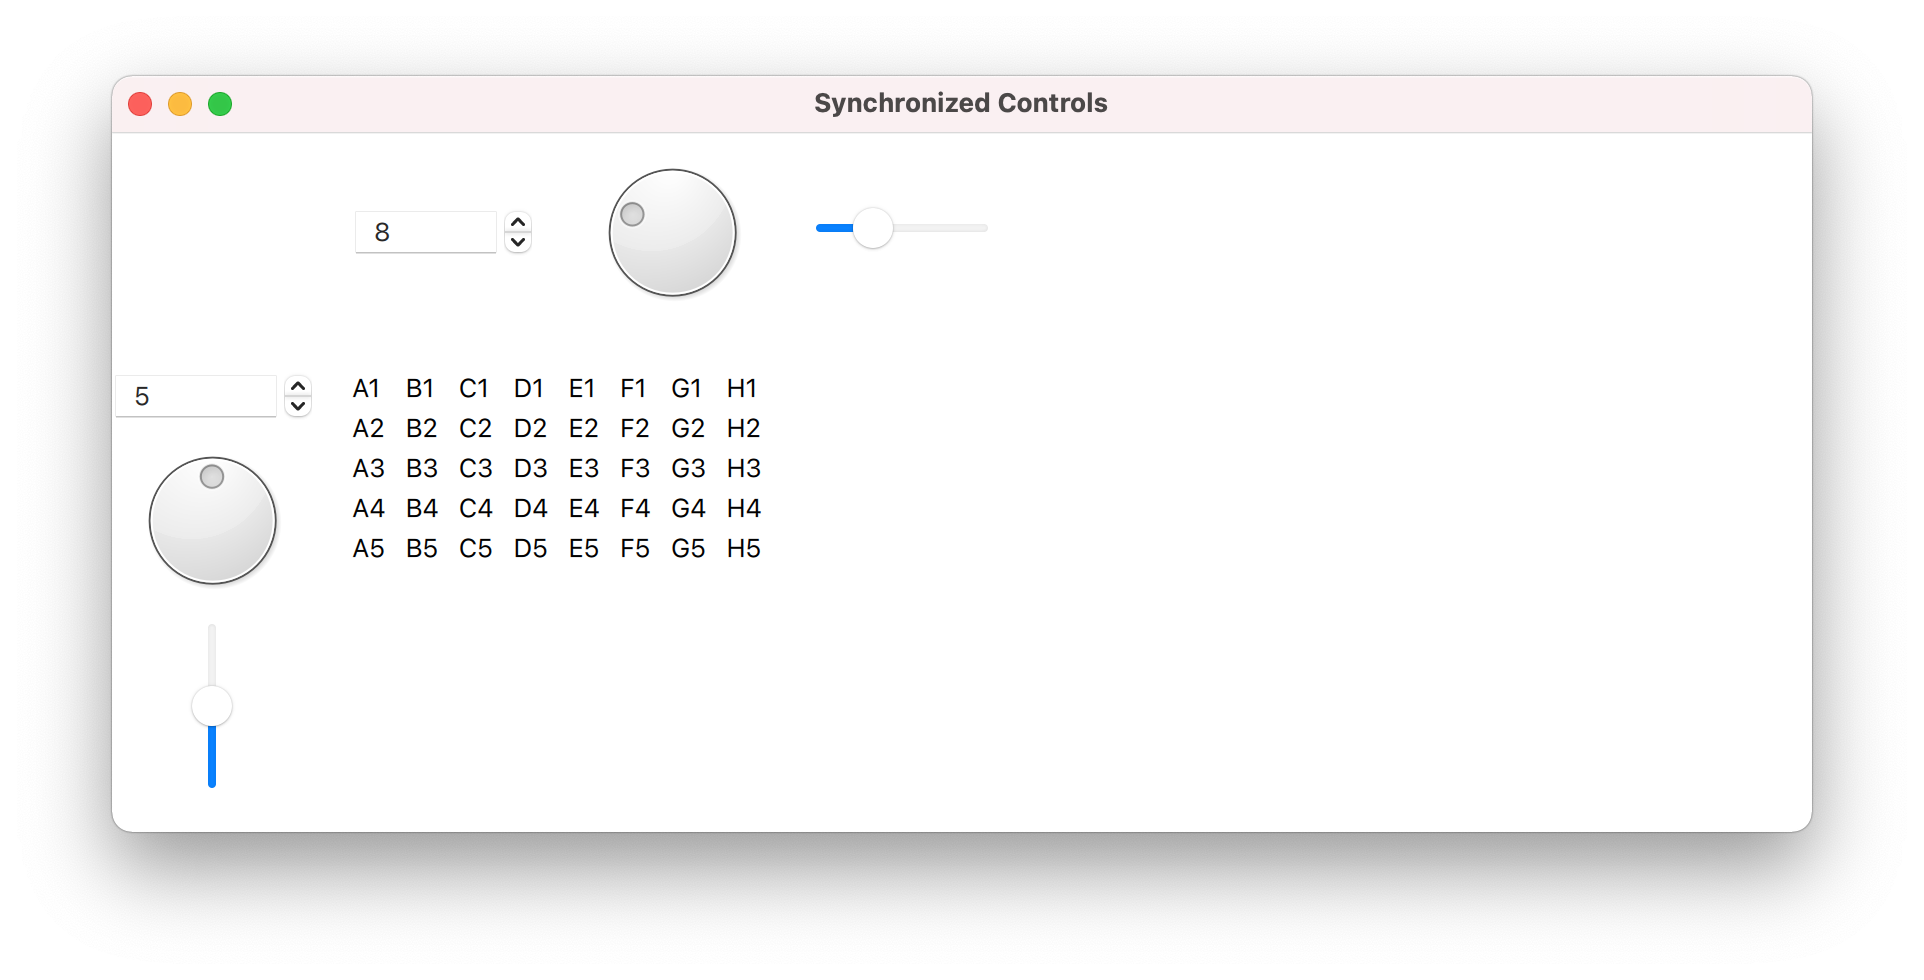 Synchronized Controls
8
5
A1 B1 C1 D1 E1 F1 G1 H1
A2 B2 C2 D2 E2 F2 G2 H2
A3 B3 C3 D3 E3 F3 G3 H3
A4 B4 C4 D4 E4 F4 G4 H4
A5 B5 C5 D5 E5 F5 G5 H5